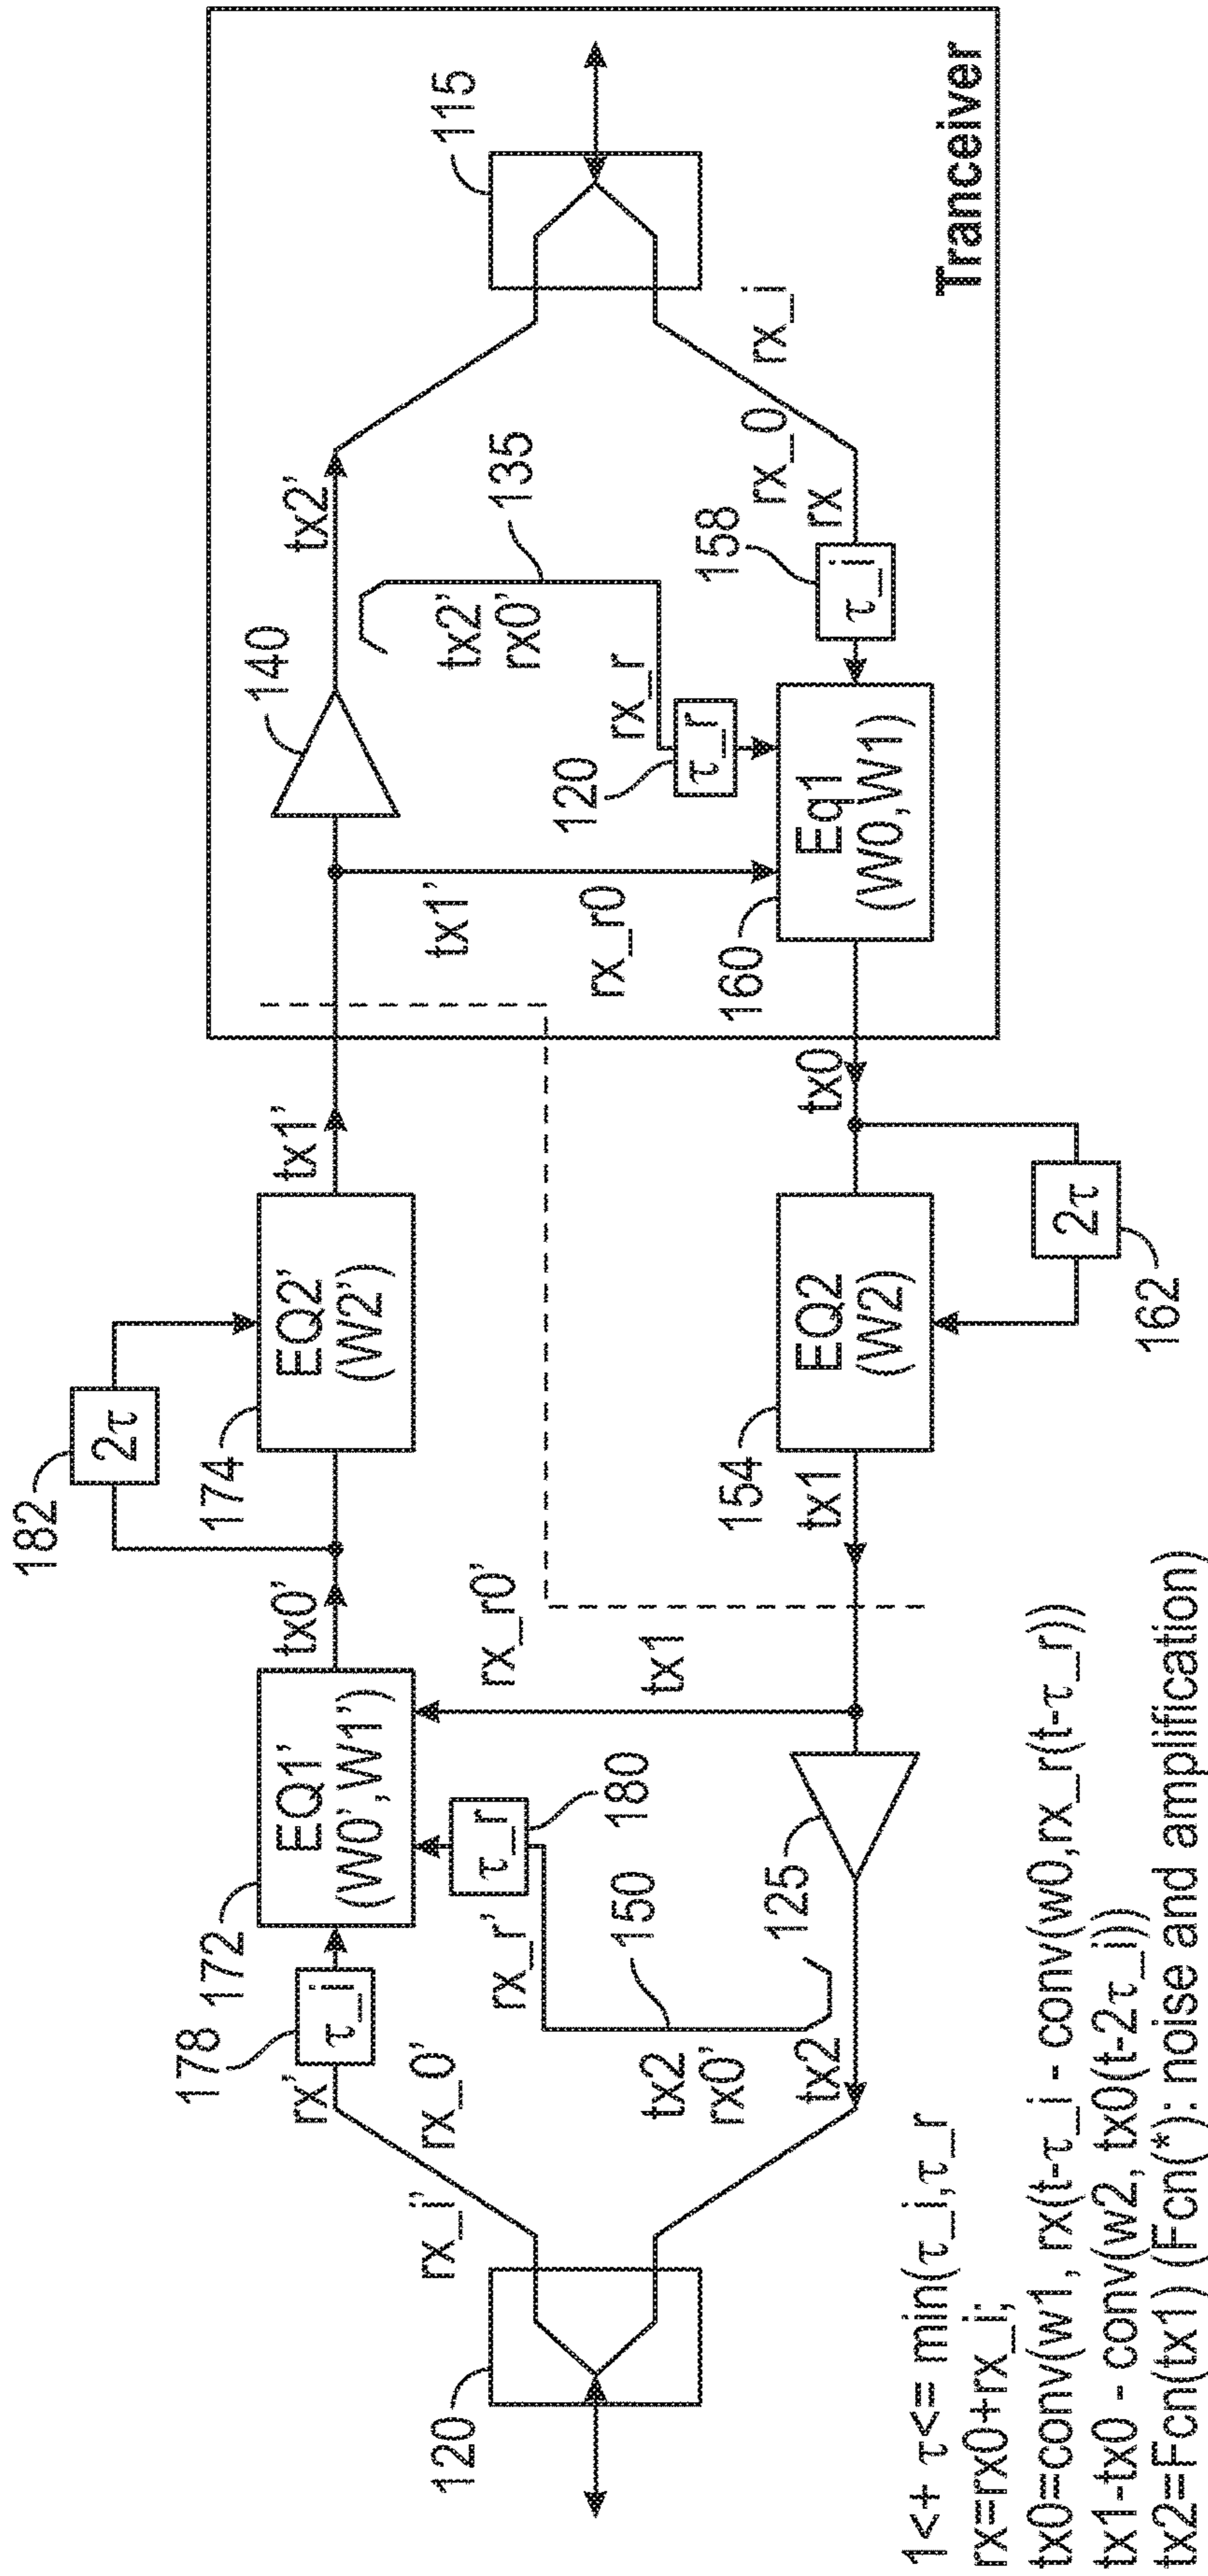 182
2τ
tx0'
tx1'
172
EQ1'
(W0',W1')
174
EQ2'
(W2')
140
tx2'
178
τ_i
rx'
rx_i'
rx_0'
rx_r0'
tx1'
rx_r0
tx2'
rx0'
135
115
rx_r'
τ_r
180
tx1
120
τ_r
rx_r
150
tx2
rx0'
125
tx2
120
154
tx1
EQ2
(W2)
tx0
160
Eq1
(W0,W1)
158
τ_i
rx
rx_0
rx_i
2τ
162
Tranceiver
1<+ τ<= min(τ_i,τ_r
rx=rx0+rx_i;
tx0=conv(w1, rx(t-τ_i - conv(w0,rx_r(t-τ_r))
tx1-tx0 - conv(w2, tx0(t-2τ_i))
tx2=Fcn(tx1) (Fcn(*): noise and amplification)